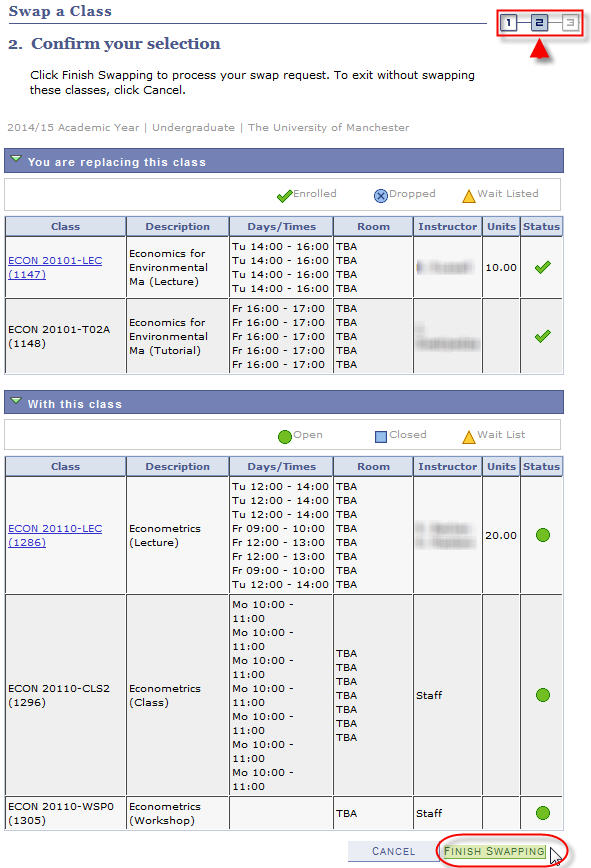 Swap a Class
1 2 3
2. Confirm your selection
Click Finish Swapping to process your swap request. To exit without swapping
these classes, click Cancel.
2014/15 Academic Year | Undergraduate | The University of Manchester
You are replacing this class
Enrolled Dropped Wait Listed
Class Description Days/Times Room Instructor Units Status
ECON 20101-LEC
(1147)
Economics for
Environmental
Ma (Lecture)
Tu 14:00 - 16:00 TBA
Tu 14:00 - 16:00 TBA
Tu 14:00 - 16:00 TBA
Tu 14:00 - 16:00 TBA
10.00
ECON 20101-T02A
(1148)
Economics for
Environmental
Ma (Tutorial)
Fr 16:00 - 17:00 TBA
Fr 16:00 - 17:00 TBA
Fr 16:00 - 17:00 TBA
Fr 16:00 - 17:00 TBA
Fr 16:00 - 17:00 TBA
With this class
Open Closed Wait List
Class Description Days/Times Room Instructor Units Status
ECON 20110-LEC
(1286)
Econometrics
(Lecture)
Tu 12:00 - 14:00 TBA
Tu 12:00 - 14:00 TBA
Tu 12:00 - 14:00 TBA
Fr 09:00 - 10:00 TBA
Fr 12:00 - 13:00 TBA
Fr 12:00 - 13:00 TBA
Fr 09:00 - 10:00 TBA
Tu 12:00 - 14:00 TBA
20.00
ECON 20110-CLS2
(1296)
Econometrics
(Class)
Mo 10:00 -
11:00
Mo 10:00 -
11:00
Mo 10:00 -
11:00
Mo 10:00 -
11:00
Mo 10:00 -
11:00
Mo 10:00 -
11:00
Mo 10:00 -
11:00
TBA
TBA
TBA
TBA
TBA
TBA
TBA
Staff
ECON 20110-WSP0
(1305)
Econometrics
(Workshop)
TBA
Staff
CANCEL FINISH SWAPPING